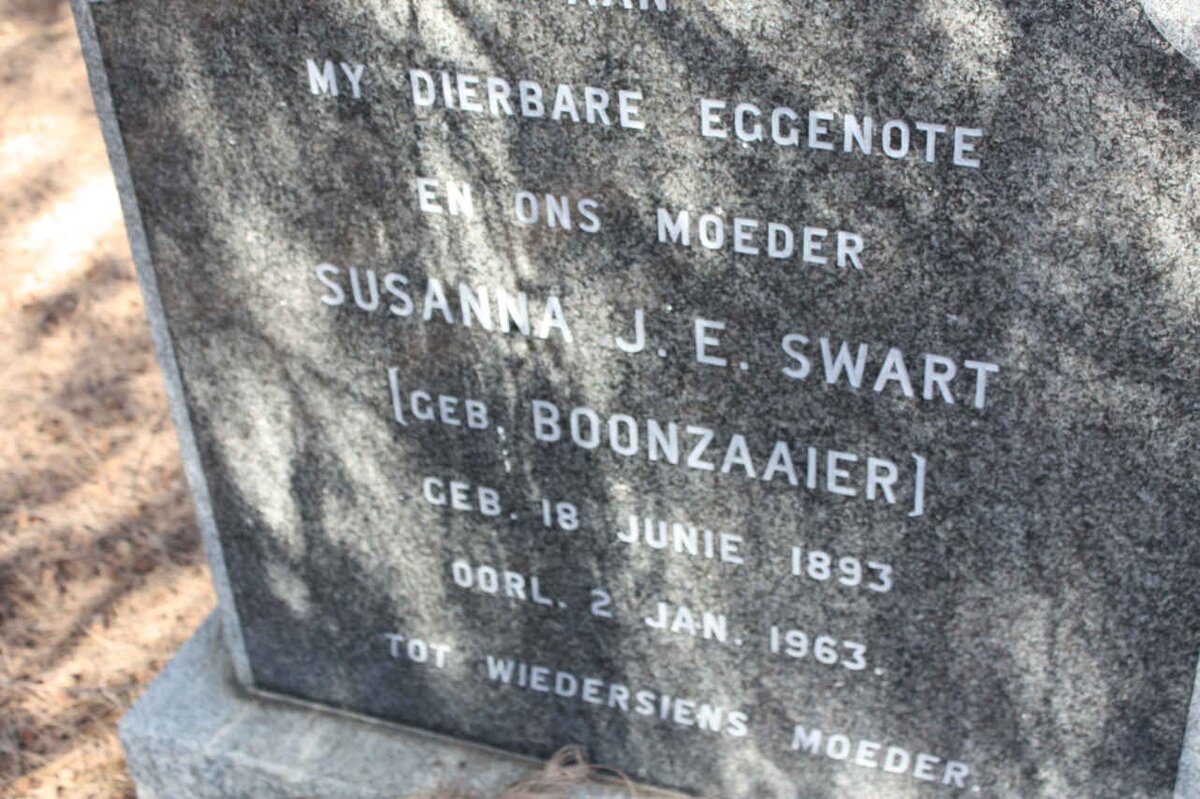 AAN
MY DIERBARE EGGENOTE
EN ONS MOEDER
SUSANNA J. E. SWART
[GEB. BOONZAAIER]
GEB. 18 JUNIE 1893
OORL. 2 JAN. 1963.
TOT WIEDERSIENS MOEDER.